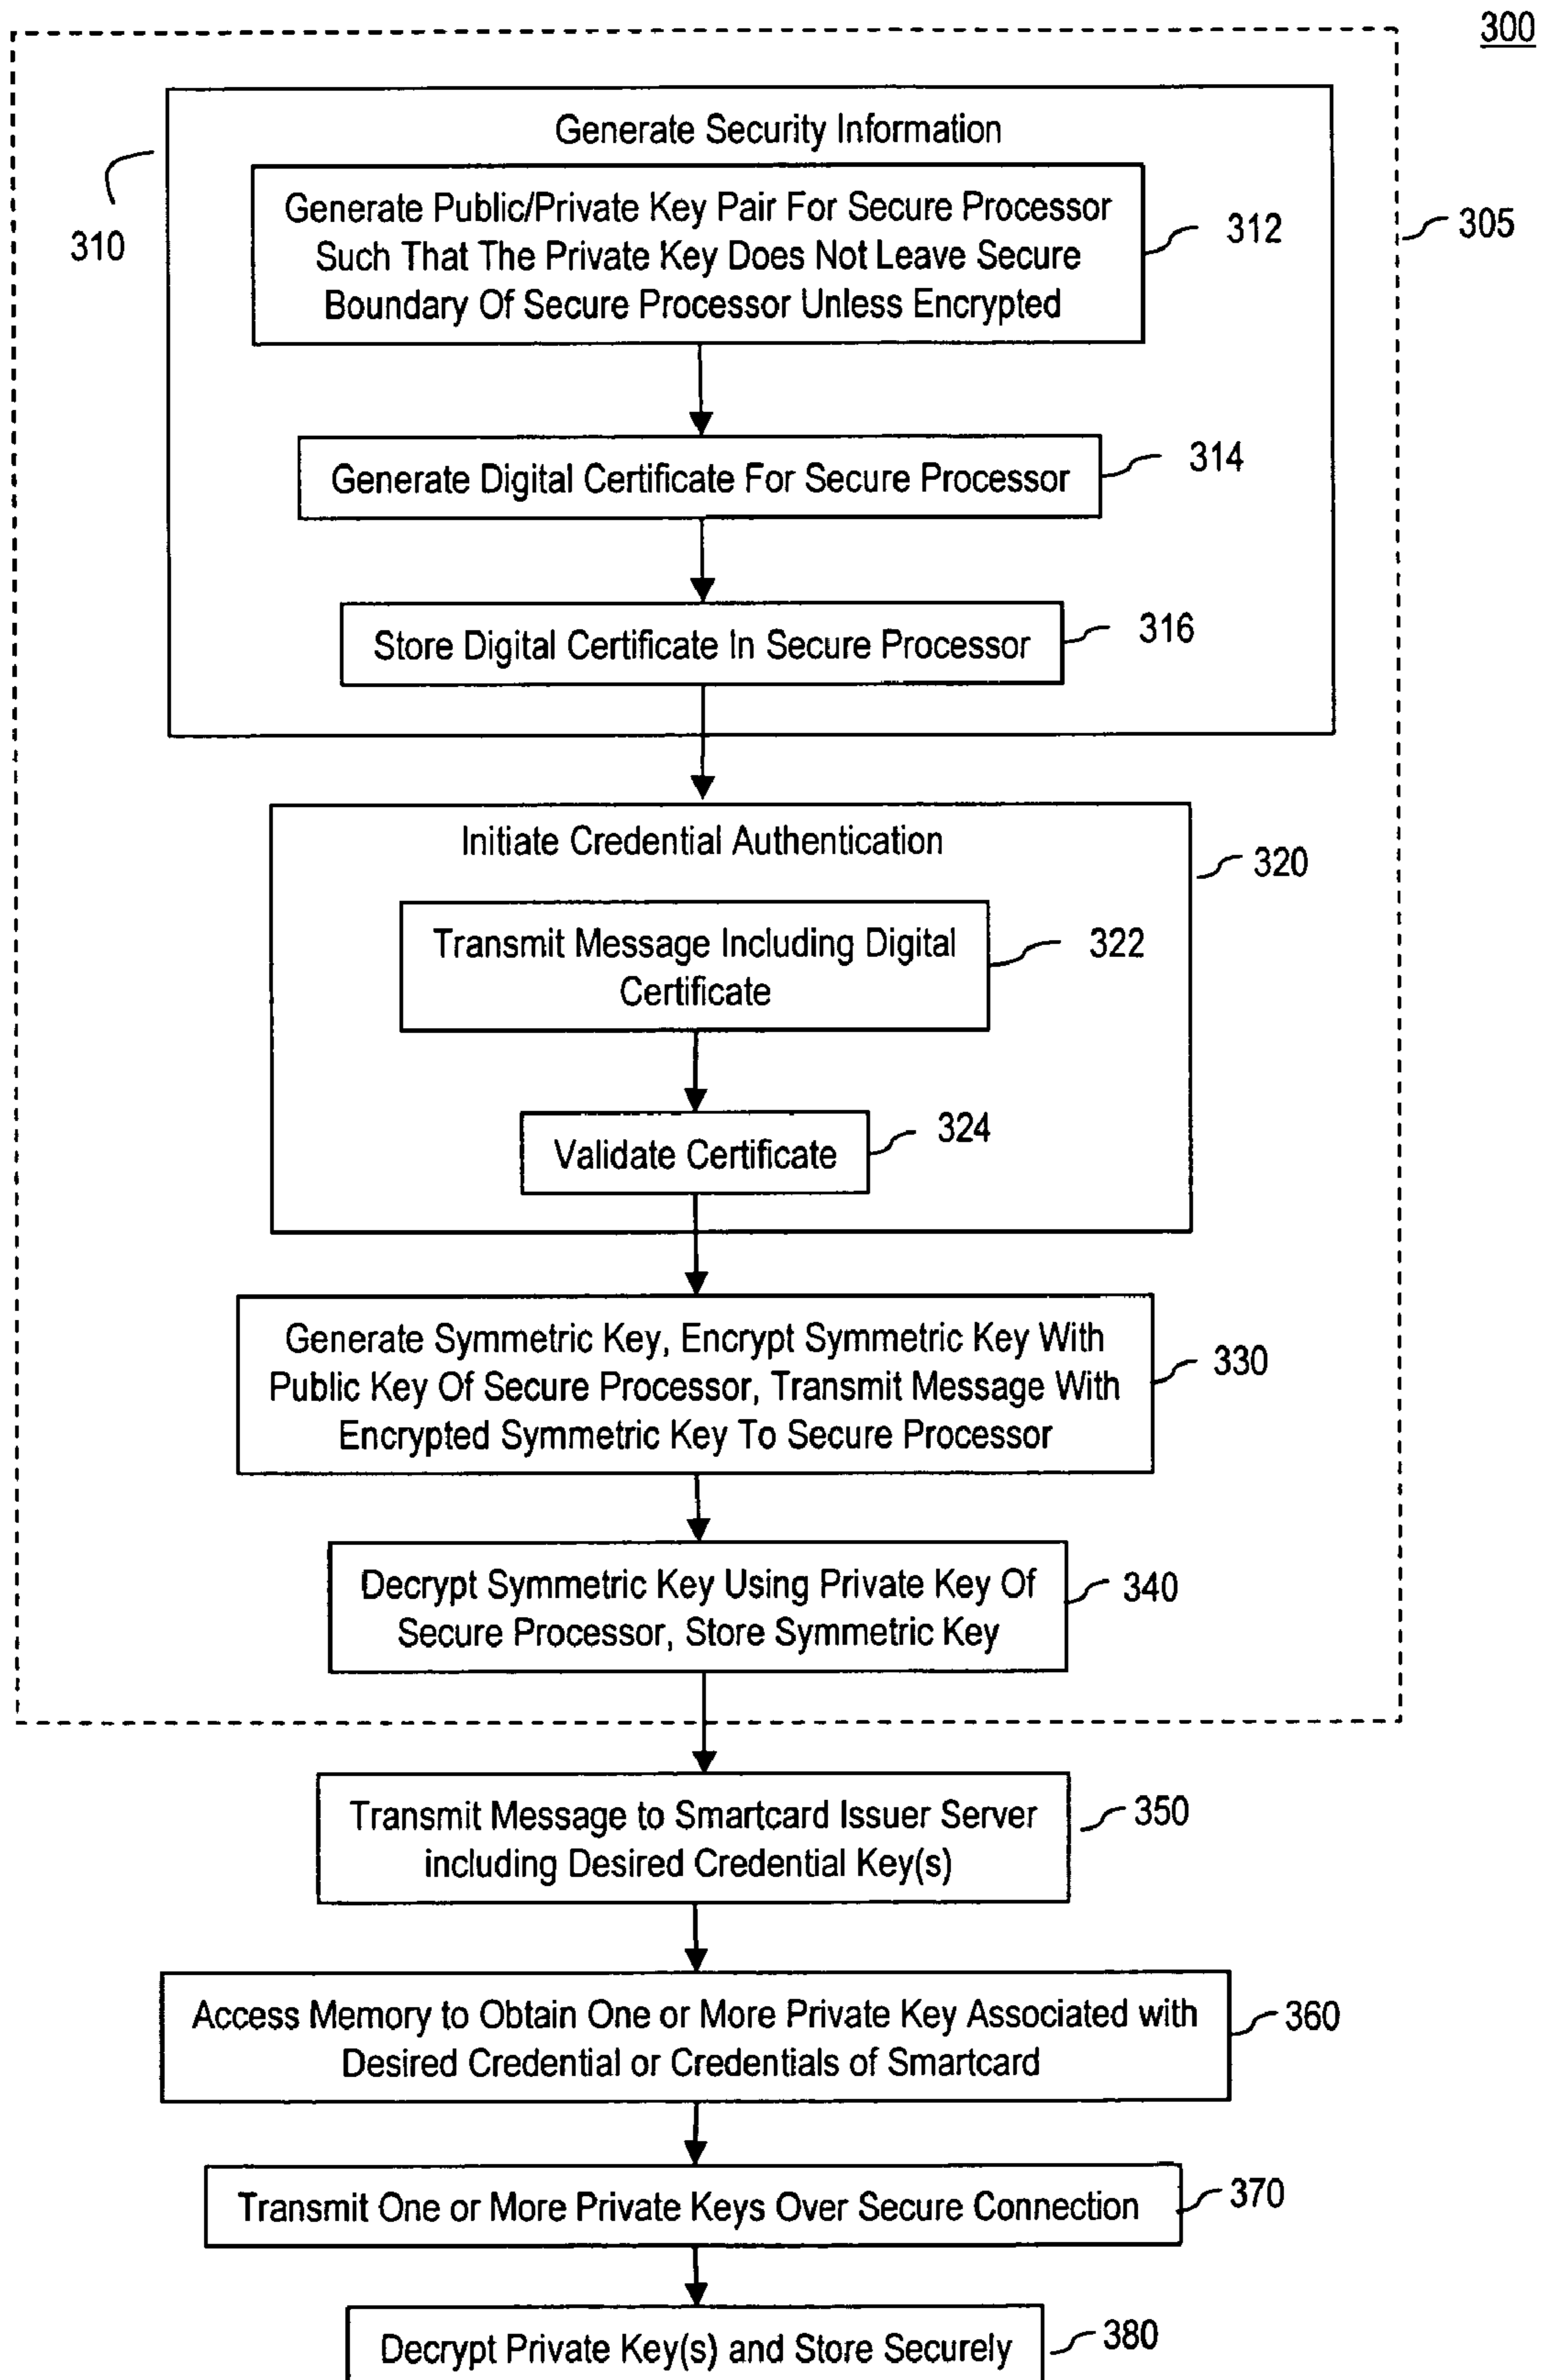 300
Generate Security Information
310
Generate Public/Private Key Pair For Secure Processor
Such That The Private Key Does Not Leave Secure
Boundary Of Secure Processor Unless Encrypted
312
305
Generate Digital Certificate For Secure Processor
314
Store Digital Certificate In Secure Processor
316
Initiate Credential Authentication
320
Transmit Message Including Digital
Certificate
322
Validate Certificate
324
Generate Symmetric Key, Encrypt Symmetric Key With
Public Key Of Secure Processor, Transmit Message With
Encrypted Symmetric Key To Secure Processor
330
Decrypt Symmetric Key Using Private Key Of
Secure Processor, Store Symmetric Key
340
Transmit Message to Smartcard Issuer Server
including Desired Credential Key(s)
350
Access Memory to Obtain One or More Private Key Associated with
Desired Credential or Credentials of Smartcard
360
Transmit One or More Private Keys Over Secure Connection
370
Decrypt Private Key(s) and Store Securely
380